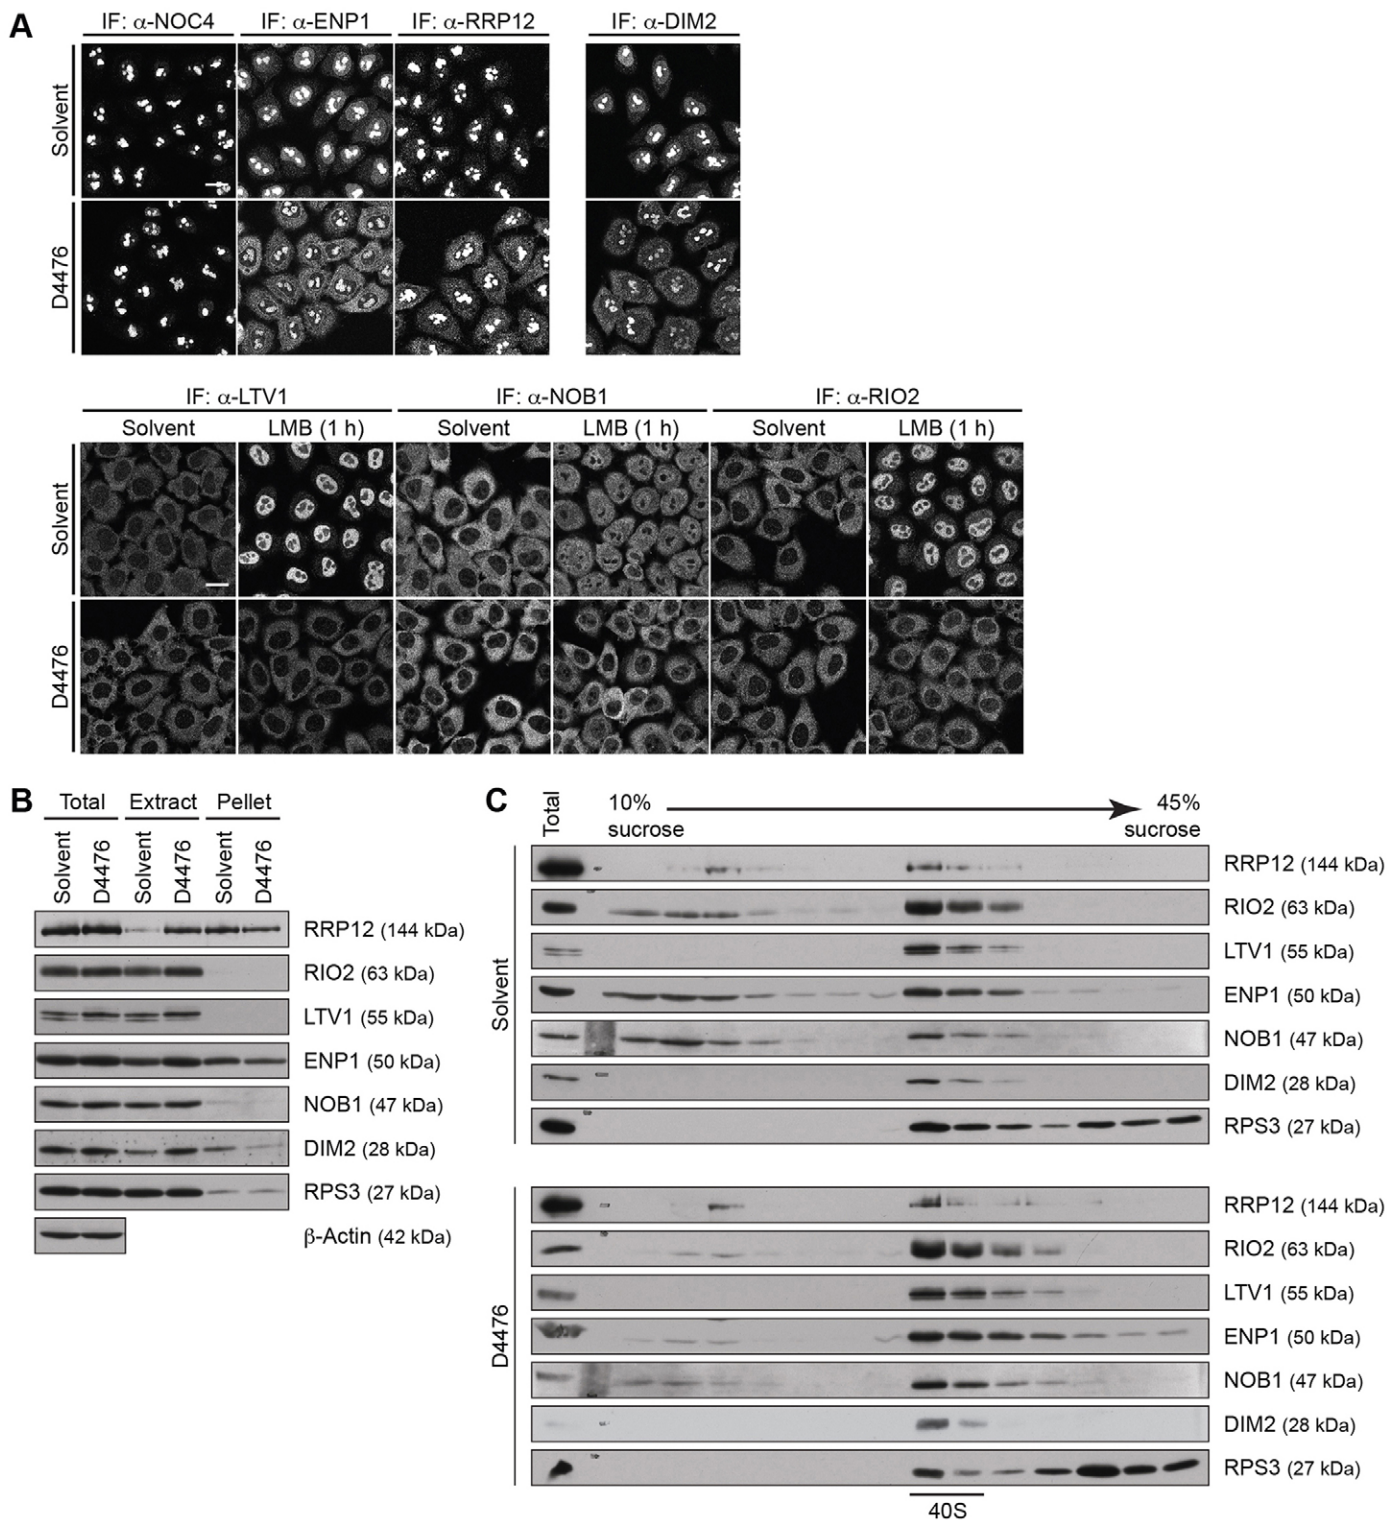 A
IF: α-NOC4 IF: α-ENP1 IF: α-RRP12 IF: α-DIM2
Solvent
D4476
IF: α-LTV1 IF: α-NOB1 IF: α-RIO2
Solvent LMB (1 h) Solvent LMB (1 h) Solvent LMB (1 h)
Solvent
D4476
B
Total Extract Pellet
Solvent D4476 Solvent D4476 Solvent D4476
RRP12 (144 kDa)
RIO2 (63 kDa)
LTV1 (55 kDa)
ENP1 (50 kDa)
NOB1 (47 kDa)
DIM2 (28 kDa)
RPS3 (27 kDa)
β-Actin (42 kDa)
C
Total
10% 45%
sucrose sucrose
Solvent
RRP12 (144 kDa)
RIO2 (63 kDa)
LTV1 (55 kDa)
ENP1 (50 kDa)
NOB1 (47 kDa)
DIM2 (28 kDa)
RPS3 (27 kDa)
D4476
RRP12 (144 kDa)
RIO2 (63 kDa)
LTV1 (55 kDa)
ENP1 (50 kDa)
NOB1 (47 kDa)
DIM2 (28 kDa)
RPS3 (27 kDa)
40S